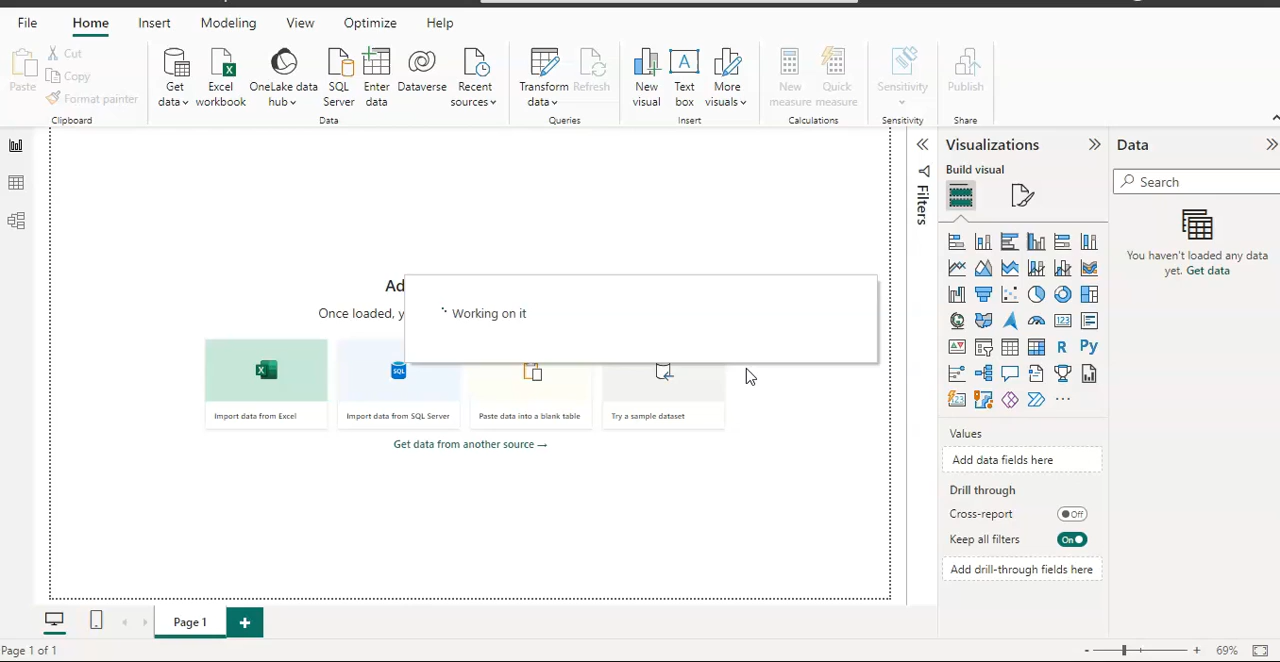 File Home Insert Modeling View Optimize Help
Paste
Cut
Copy
Format painter
Clipboard
Get data
Excel workbook
OneLake data hub
SQL Server
Enter data
Dataverse
Recent sources
Data
Transform data
Refresh
Queries
New visual
Text box
More visuals
Insert
New measure
Quick measure
Calculations
Sensitivity
Sensitivity
Publish
Share
Ad
Once loaded, y
Working on it
Import data from Excel
SQL
Import data from SQL Server
Paste data into a blank table
Try a sample dataset
Get data from another source →
Filters
Visualizations
Build visual
123
R
Py
Values
Add data fields here
Drill through
Cross-report
Off
Keep all filters
On
Add drill-through fields here
Data
Search
You haven't loaded any data
yet. Get data
Page 1
+
Page 1 of 1
- + 69%